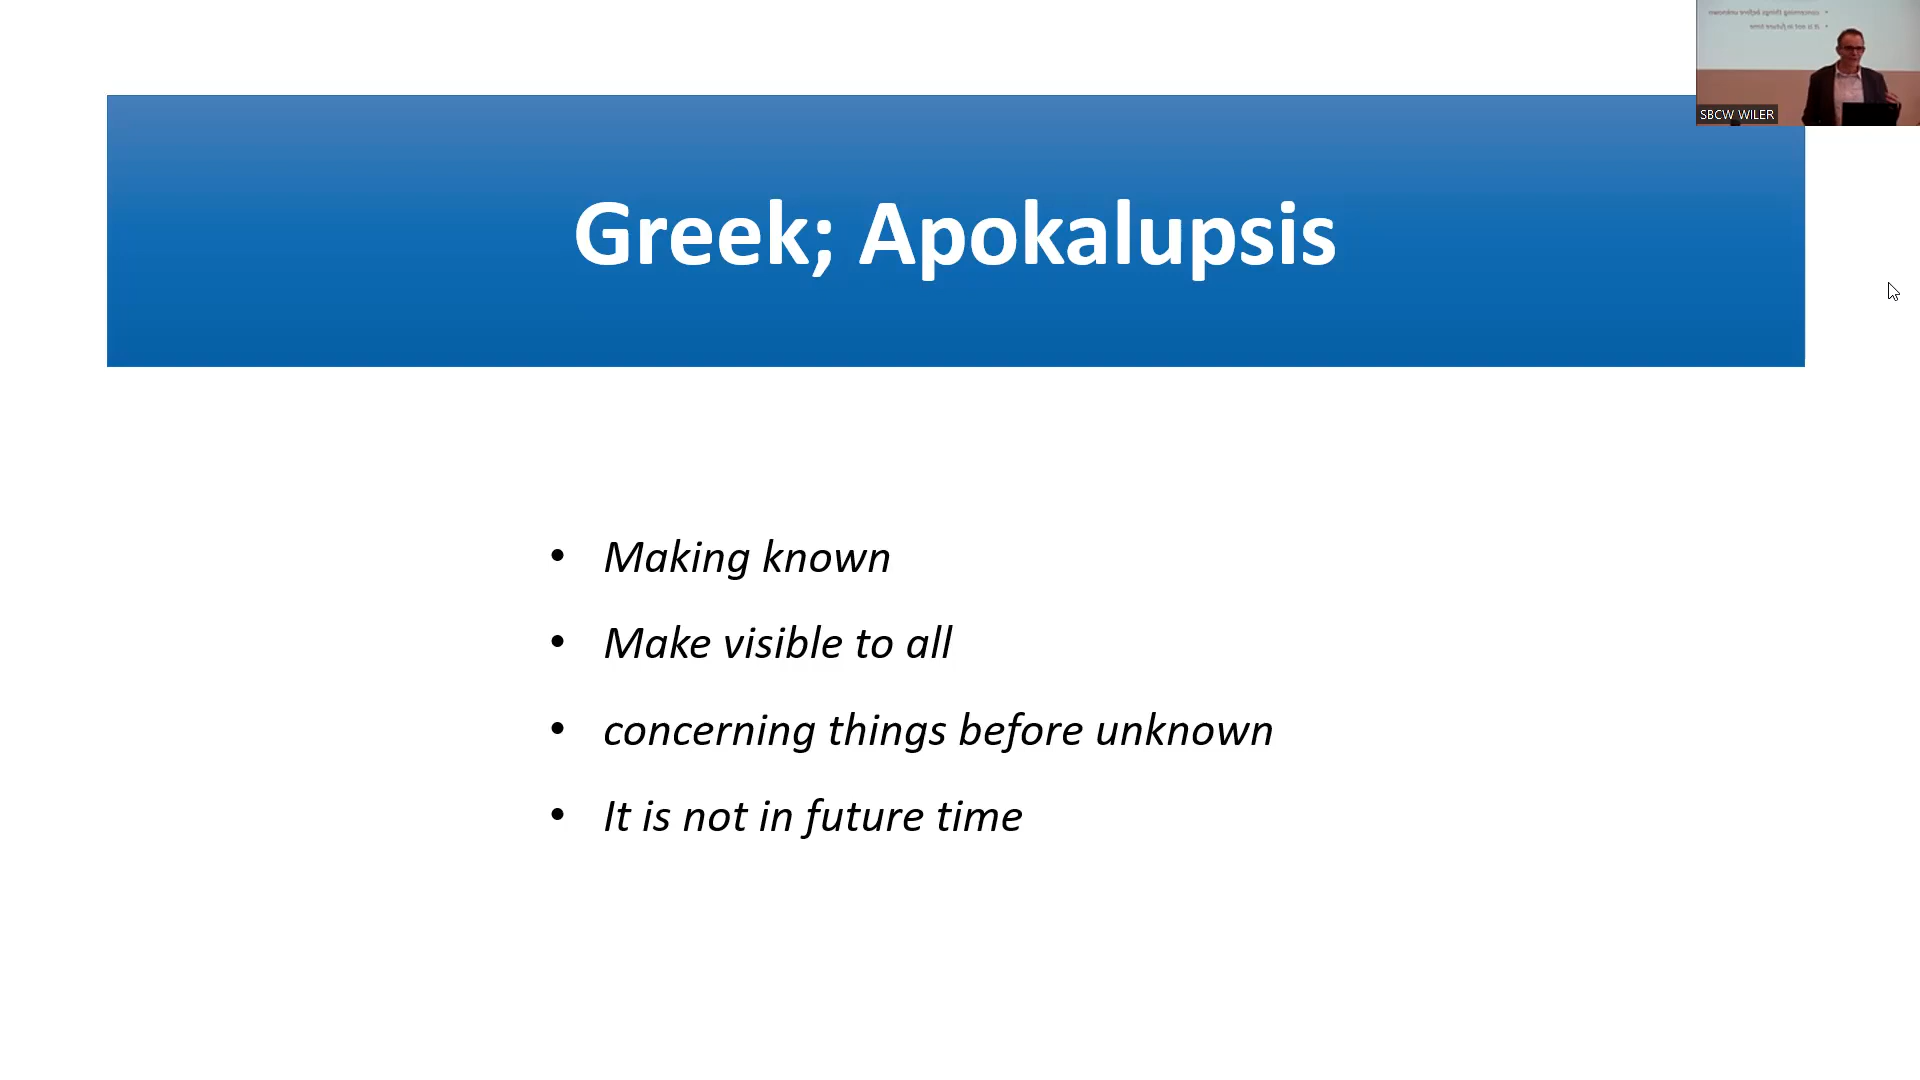 SBCW WILER
Greek; Apokalupsis
• Making known
• Make visible to all
• concerning things before unknown
• It is not in future time